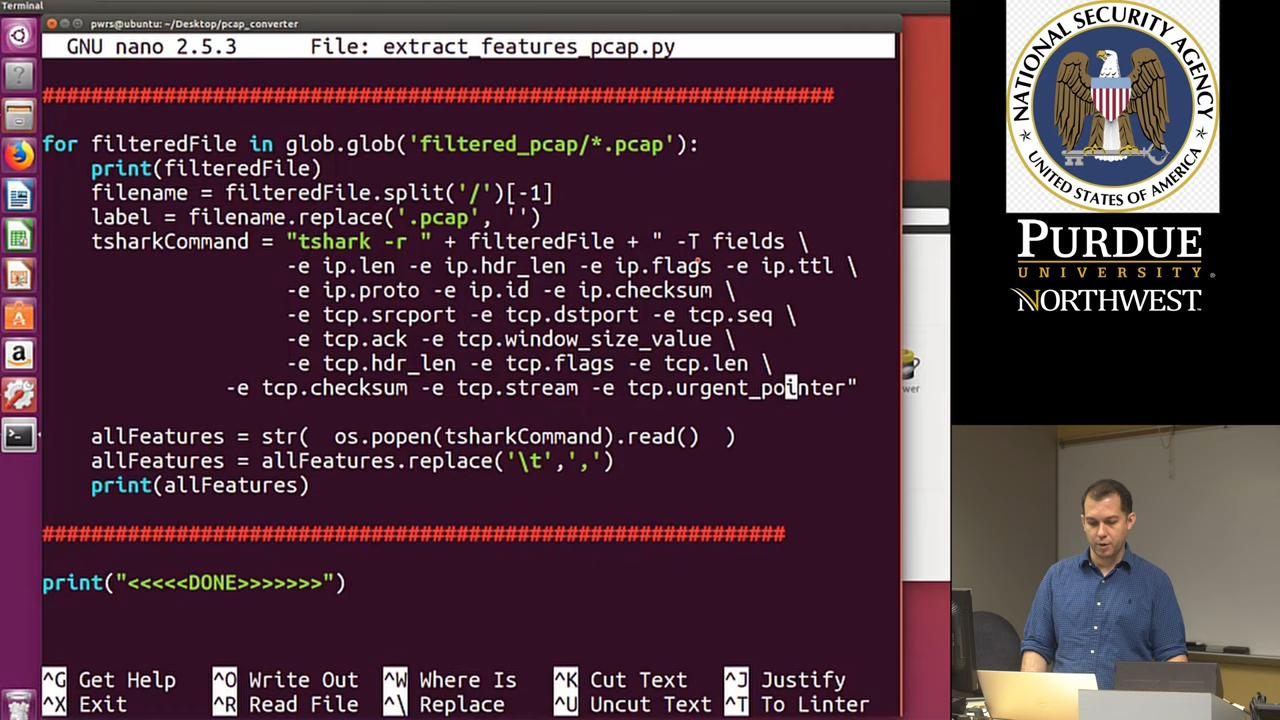 Terminal
pwrs@ubuntu: ~/Desktop/pcap_converter
GNU nano 2.5.3 File: extract_features_pcap.py
#################################################################
for filteredFile in glob.glob('filtered_pcap/*.pcap'):
print(filteredFile)
filename = filteredFile.split('/')[-1]
label = filename.replace('.pcap', '')
tsharkCommand = "tshark -r " + filteredFile + " -T fields \
-e ip.len -e ip.hdr_len -e ip.flags -e ip.ttl \
-e ip.proto -e ip.id -e ip.checksum \
-e tcp.srcport -e tcp.dstport -e tcp.seq \
-e tcp.ack -e tcp.window_size_value \
-e tcp.hdr_len -e tcp.flags -e tcp.len \
-e tcp.checksum -e tcp.stream -e tcp.urgent_pointer"
allFeatures = str( os.popen(tsharkCommand).read() )
allFeatures = allFeatures.replace('\t',',')
print(allFeatures)
#############################################################
print("<<<<<DONE>>>>>>>")
^G Get Help ^O Write Out ^W Where Is ^K Cut Text ^J Justify
^X Exit ^R Read File ^\ Replace ^U Uncut Text ^T To Linter
NATIONAL SECURITY AGENCY
UNITED STATES OF AMERICA
PURDUE
UNIVERSITY
NORTHWEST